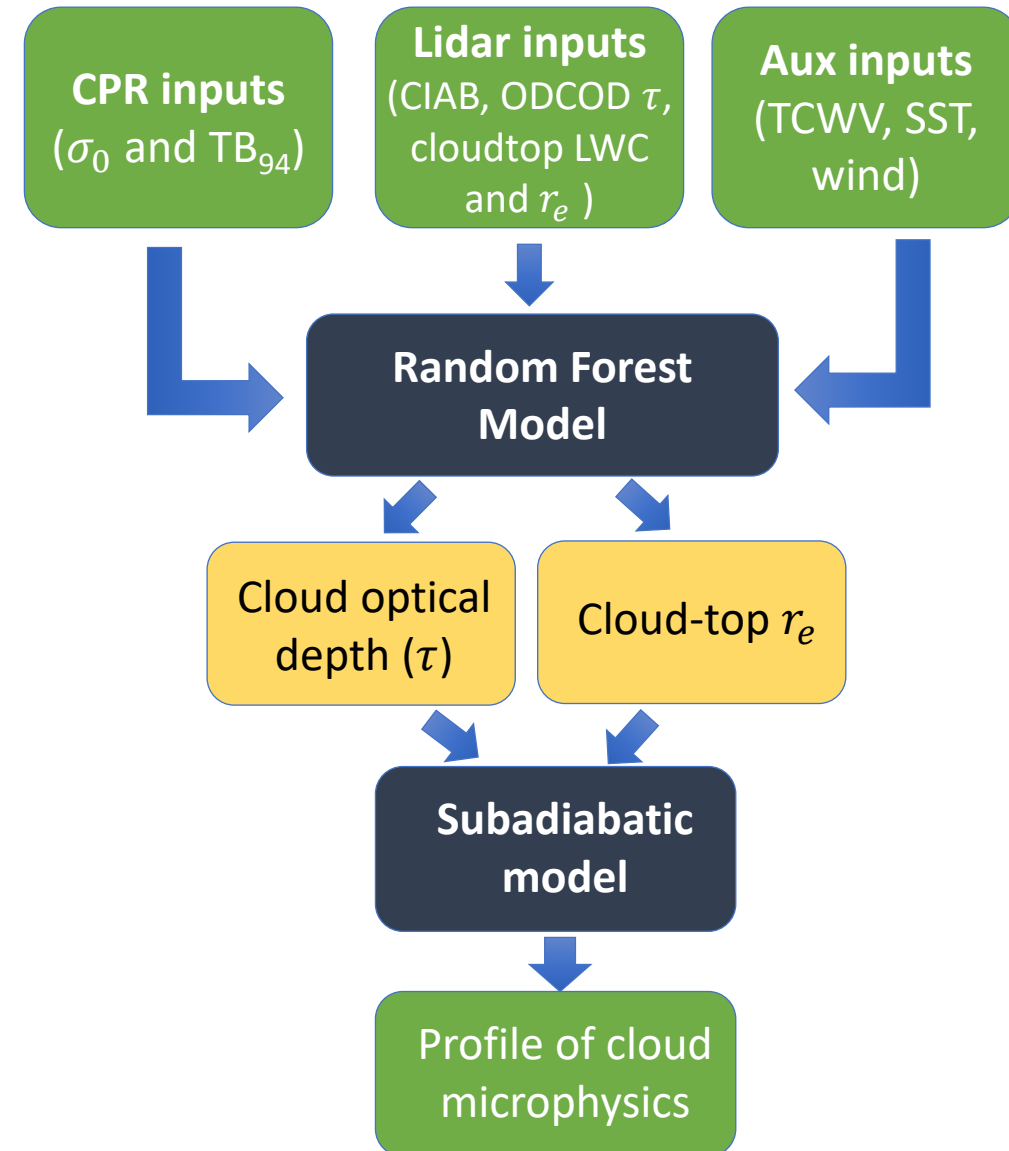 CPR inputs
(σ₀ and TB₉₄)
Lidar inputs
(CIAB, ODCOD τ,
cloudtop LWC
and rₑ )
Aux inputs
(TCWV, SST,
wind)
Random Forest
Model
Cloud optical
depth (τ)
Cloud-top rₑ
Subadiabatic
model
Profile of cloud
microphysics